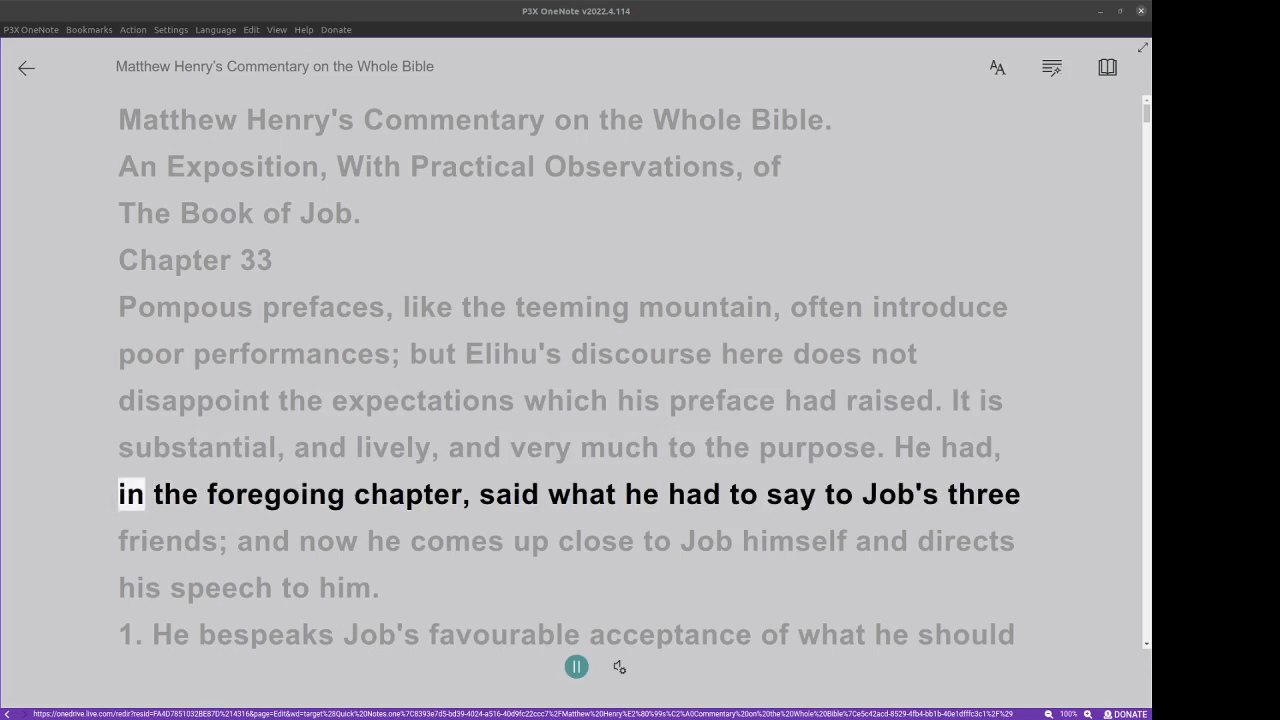 P3X OneNote v2022.4.114
P3X OneNote Bookmarks Action Settings Language Edit View Help Donate
Matthew Henry’s Commentary on the Whole Bible
Matthew Henry's Commentary on the Whole Bible.
An Exposition, With Practical Observations, of
The Book of Job.
Chapter 33
Pompous prefaces, like the teeming mountain, often introduce
poor performances; but Elihu's discourse here does not
disappoint the expectations which his preface had raised. It is
substantial, and lively, and very much to the purpose. He had,
in the foregoing chapter, said what he had to say to Job's three
friends; and now he comes up close to Job himself and directs
his speech to him.
1. He bespeaks Job's favourable acceptance of what he should
100% DONATE